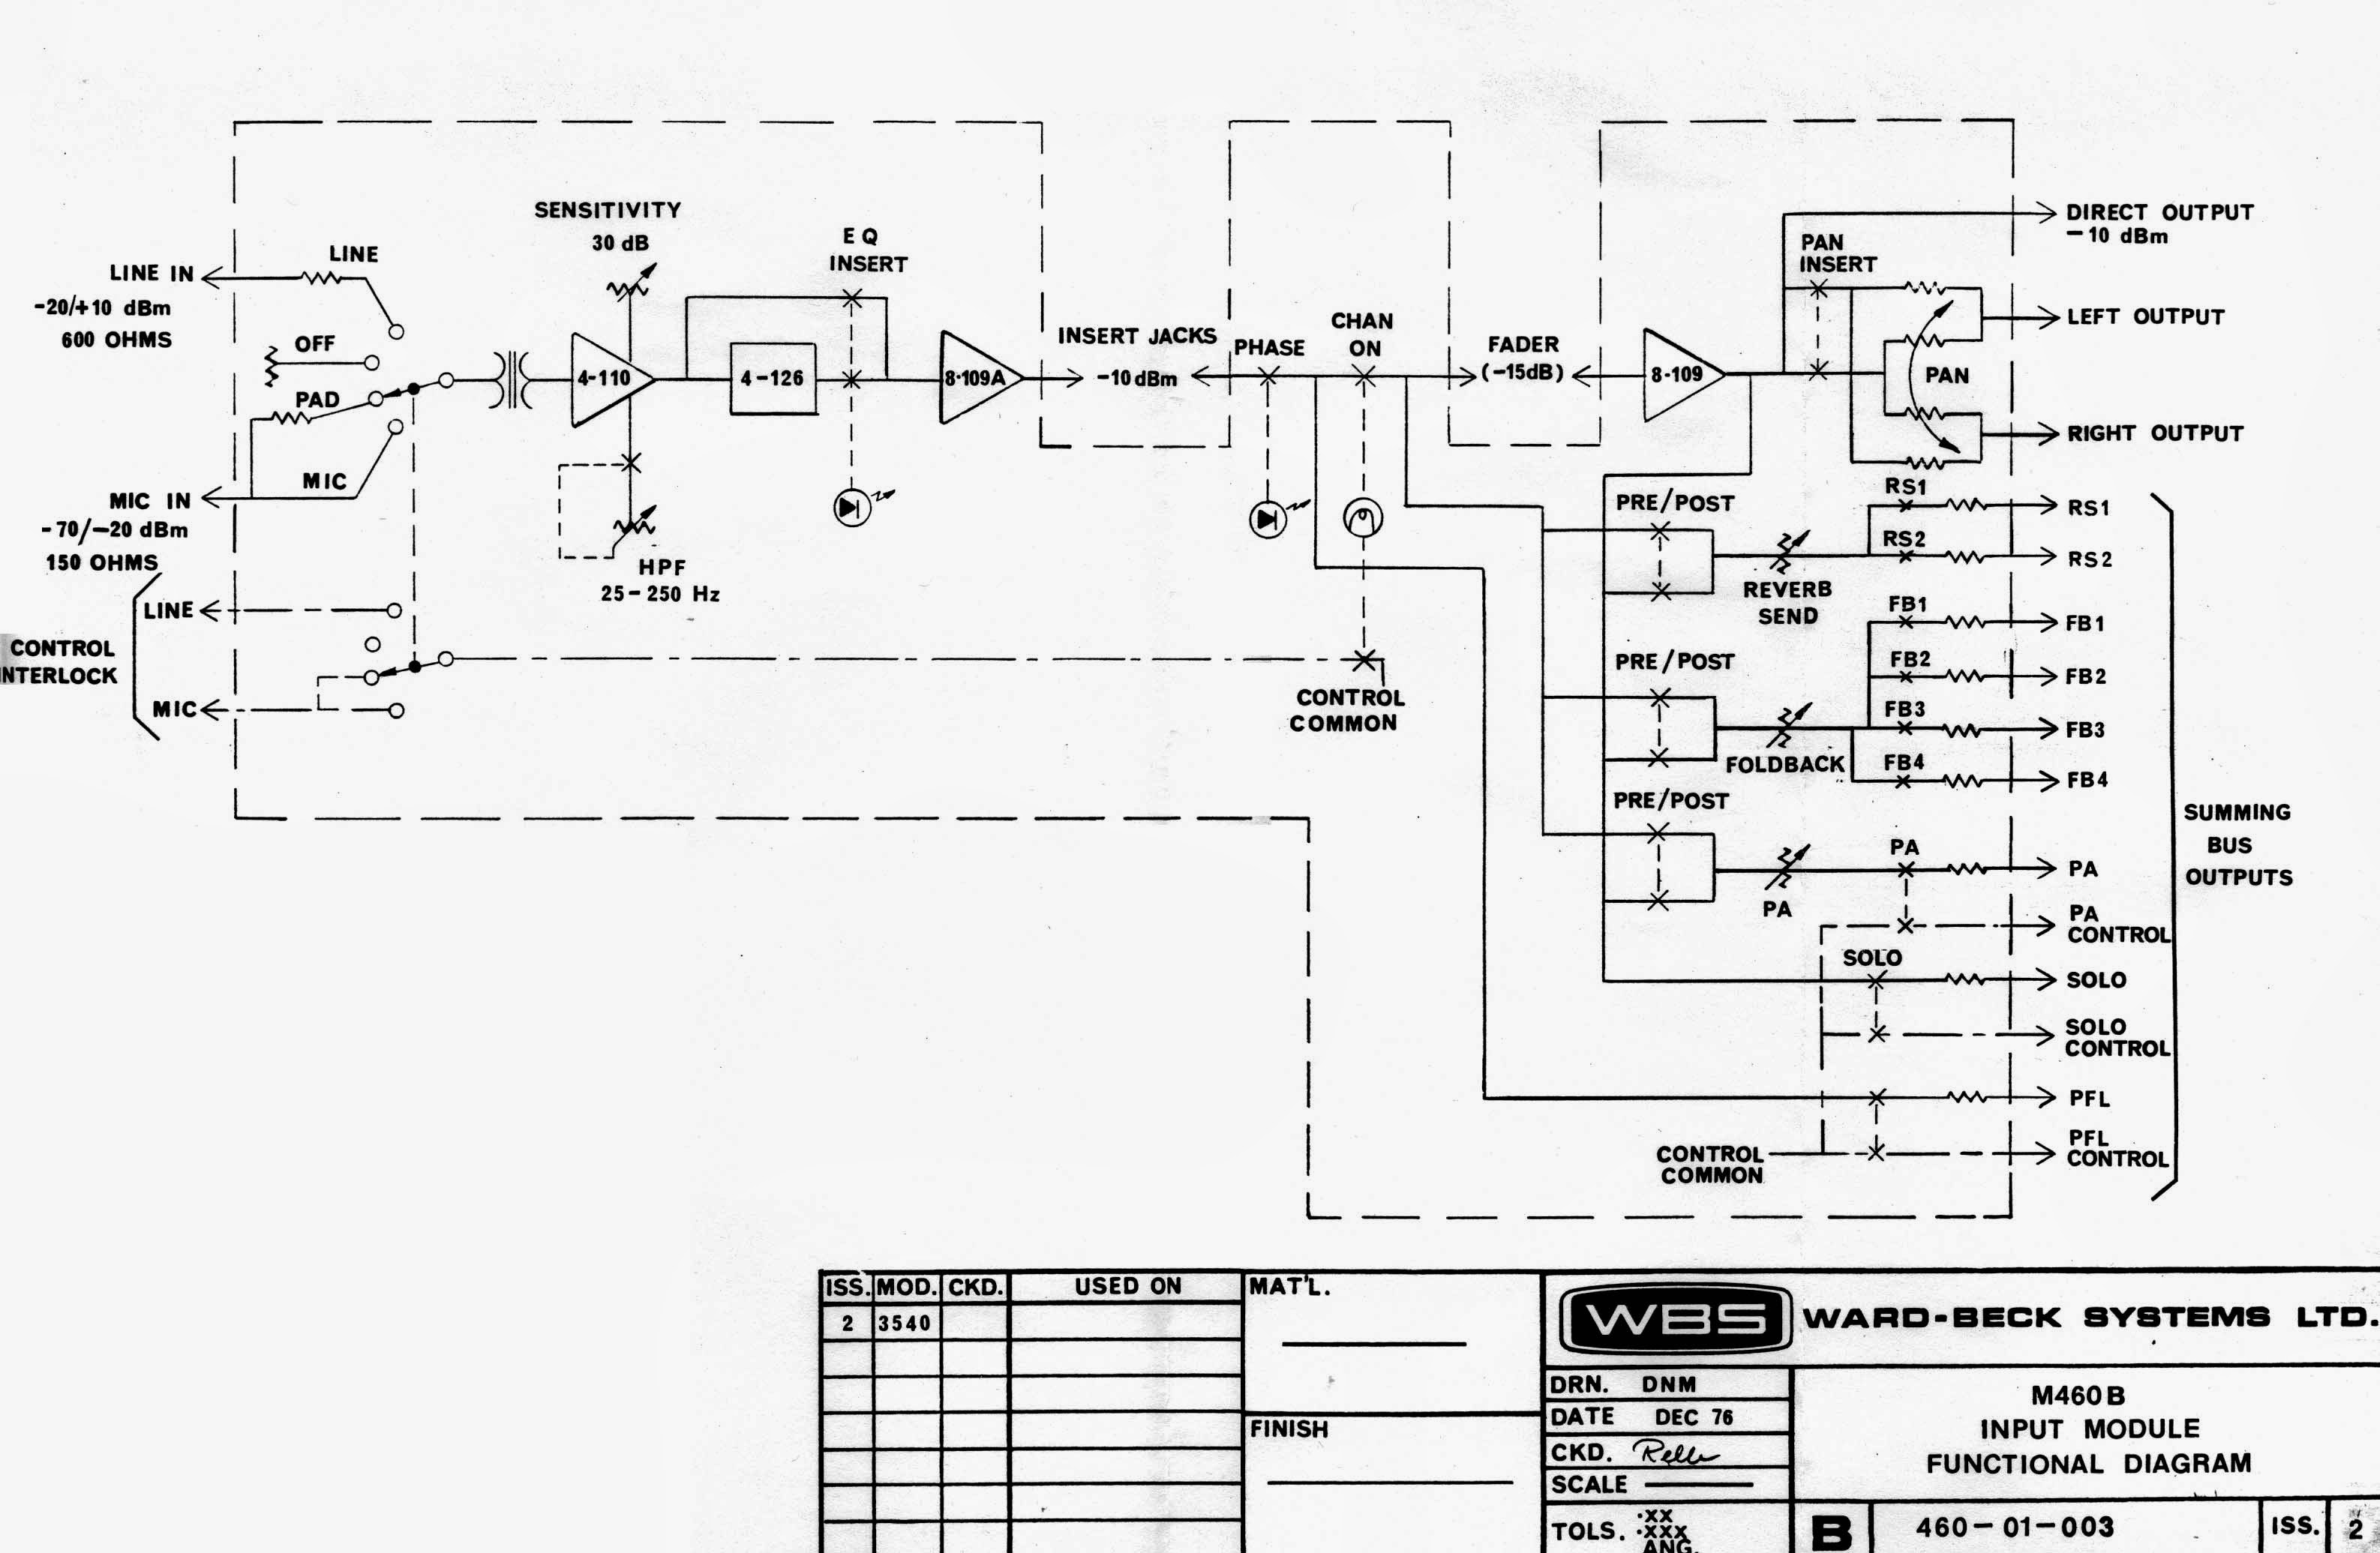 SENSITIVITY
30 dB
EQ
INSERT
LINE
LINE IN
-20/+10 dBm
600 OHMS
OFF
PAD
MIC
MIC IN
-70/-20 dBm
150 OHMS
4-110
4-126
8-109A
HPF
25-250 Hz
INSERT JACKS
-10 dBm
PHASE
CHAN
ON
FADER
(-15dB)
8-109
PAN
INSERT
PAN
DIRECT OUTPUT
-10 dBm
LEFT OUTPUT
RIGHT OUTPUT
CONTROL
INTERLOCK
LINE
MIC
CONTROL
COMMON
PRE/POST
REVERB
SEND
RS1
RS2
RS1
RS2
PRE/POST
FOLDBACK
FB1
FB2
FB3
FB4
FB1
FB2
FB3
FB4
PRE/POST
PA
PA
PA
PA
CONTROL
SOLO
SOLO
SOLO
CONTROL
PFL
PFL
CONTROL
CONTROL
COMMON
SUMMING
BUS
OUTPUTS
ISS. MOD. CKD. USED ON
2 3540
MAT'L.
FINISH
WBS WARD-BECK SYSTEMS LTD.
DRN. DNM
DATE DEC 76
CKD.
SCALE
TOLS. .XX
.XXX
ANG.
M460B
INPUT MODULE
FUNCTIONAL DIAGRAM
B 460-01-003 ISS. 2